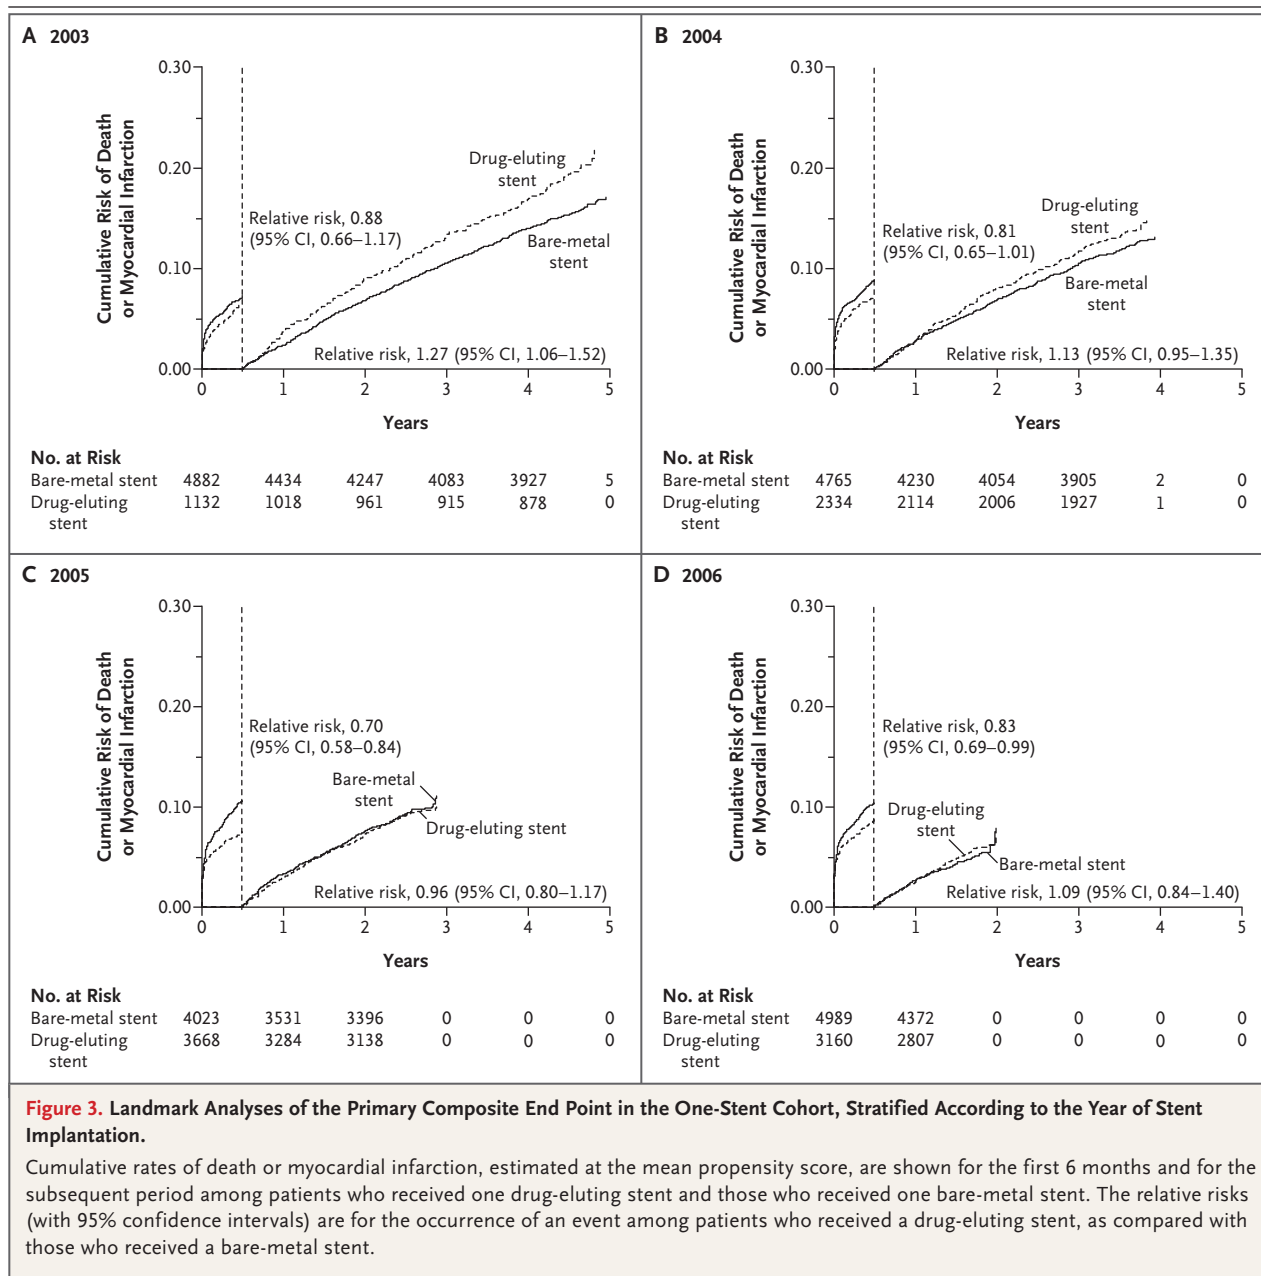 A 2003
0.30
0.20
0.10
0.00
Cumulative Risk of Death
or Myocardial Infarction
Drug-eluting
stent
Relative risk, 0.88
(95% CI, 0.66–1.17)
Bare-metal
stent
Relative risk, 1.27 (95% CI, 1.06–1.52)
0 1 2 3 4 5
Years
No. at Risk
Bare-metal stent 4882 4434 4247 4083 3927 5
Drug-eluting 1132 1018 961 915 878 0
stent
B 2004
0.30
0.20
0.10
0.00
Cumulative Risk of Death
or Myocardial Infarction
Drug-eluting
stent
Relative risk, 0.81
(95% CI, 0.65–1.01)
Bare-metal
stent
Relative risk, 1.13 (95% CI, 0.95–1.35)
0 1 2 3 4 5
Years
No. at Risk
Bare-metal stent 4765 4230 4054 3905 2 0
Drug-eluting 2334 2114 2006 1927 1 0
stent
C 2005
0.30
0.20
0.10
0.00
Cumulative Risk of Death
or Myocardial Infarction
Relative risk, 0.70
(95% CI, 0.58–0.84)
Bare-metal
stent
Drug-eluting stent
Relative risk, 0.96 (95% CI, 0.80–1.17)
0 1 2 3 4 5
Years
No. at Risk
Bare-metal stent 4023 3531 3396 0 0 0
Drug-eluting 3668 3284 3138 0 0 0
stent
D 2006
0.30
0.20
0.10
0.00
Cumulative Risk of Death
or Myocardial Infarction
Relative risk, 0.83
(95% CI, 0.69–0.99)
Drug-eluting
stent
Bare-metal stent
Relative risk, 1.09 (95% CI, 0.84–1.40)
0 1 2 3 4 5
Years
No. at Risk
Bare-metal stent 4989 4372 0 0 0 0
Drug-eluting 3160 2807 0 0 0 0
stent
Figure 3. Landmark Analyses of the Primary Composite End Point in the One-Stent Cohort, Stratified According to the Year of Stent
Implantation.
Cumulative rates of death or myocardial infarction, estimated at the mean propensity score, are shown for the first 6 months and for the
subsequent period among patients who received one drug-eluting stent and those who received one bare-metal stent. The relative risks
(with 95% confidence intervals) are for the occurrence of an event among patients who received a drug-eluting stent, as compared with
those who received a bare-metal stent.